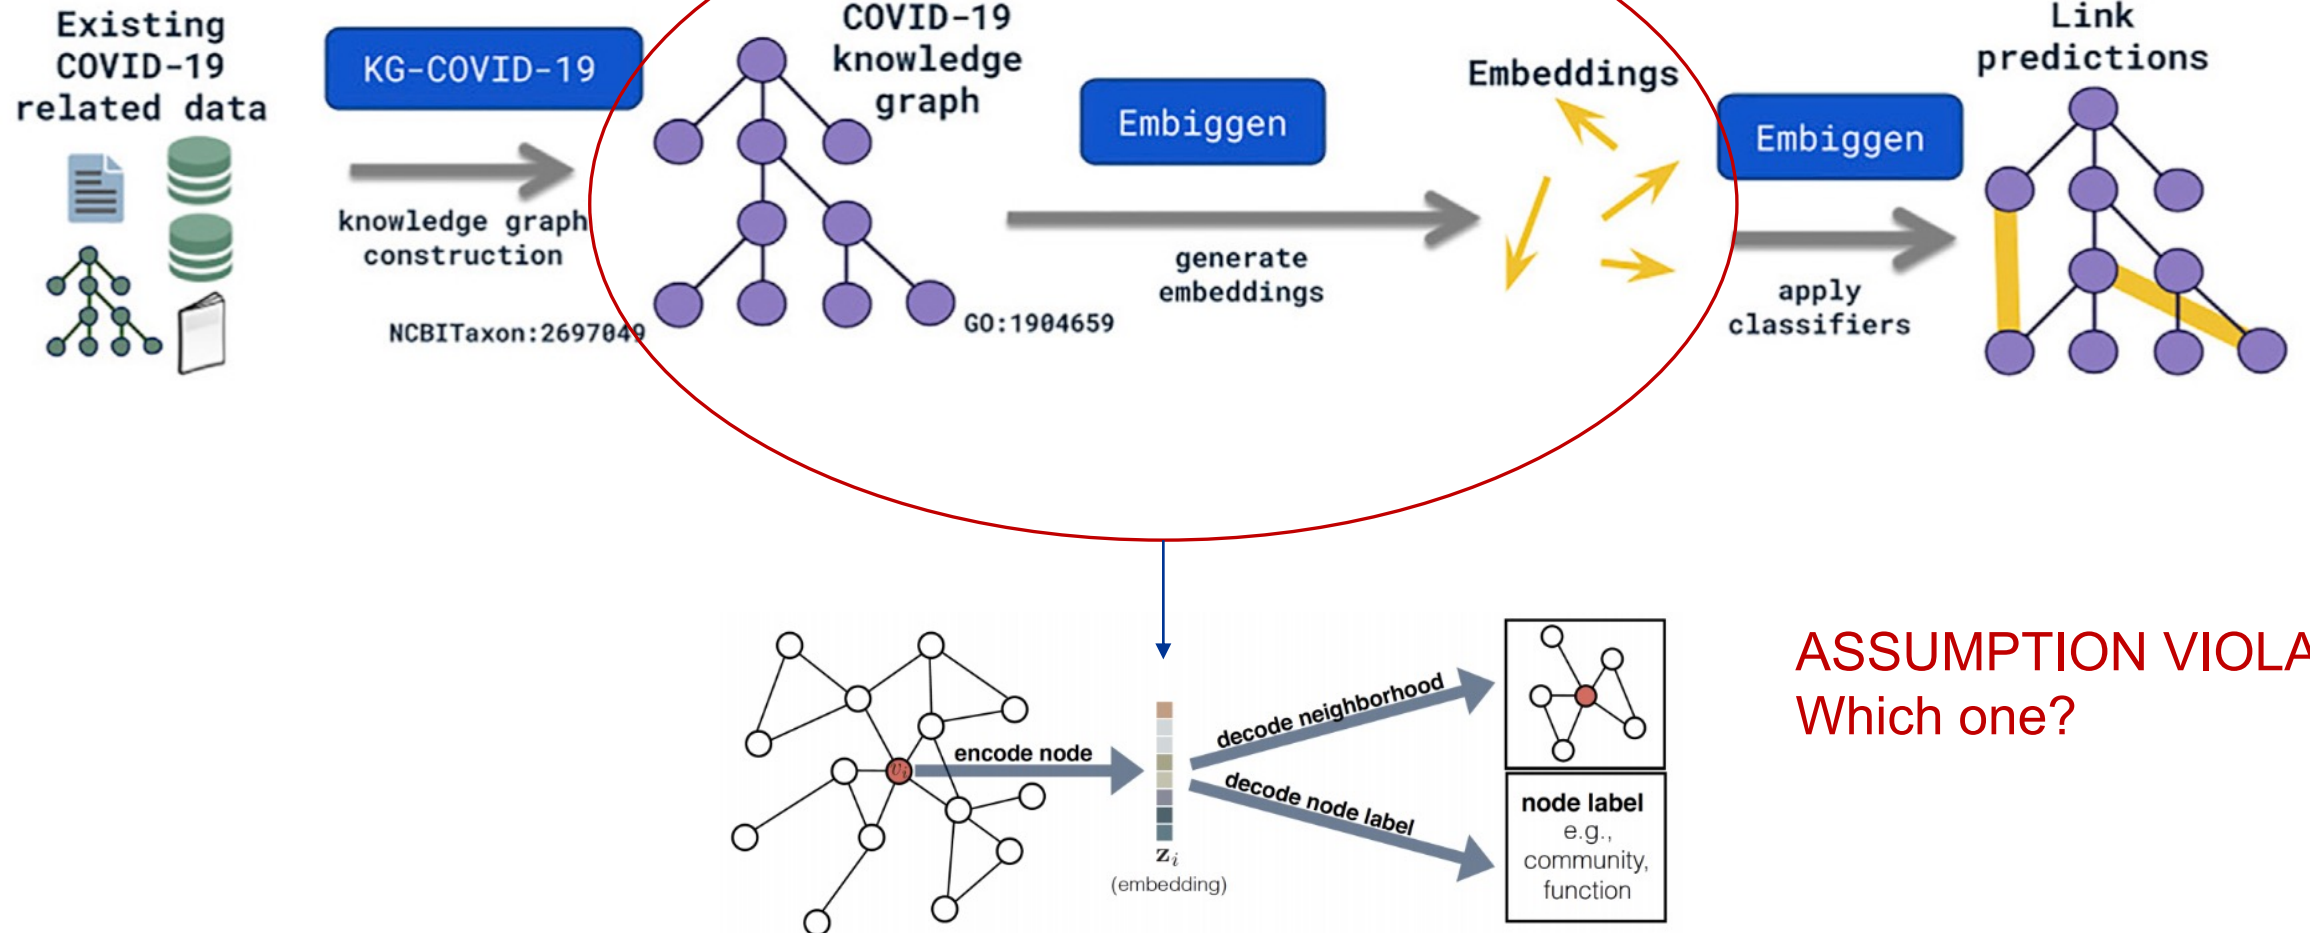 Existing
COVID-19
related data
KG-COVID-19
knowledge graph
construction
NCBITaxon:2697049
COVID-19
knowledge
graph
GO:1904659
Embiggen
generate
embeddings
Embeddings
Embiggen
apply
classifiers
Link
predictions
vi
encode node
zi
(embedding)
decode neighborhood
decode node label
node label
e.g.,
community,
function
ASSUMPTION VIOLA
Which one?